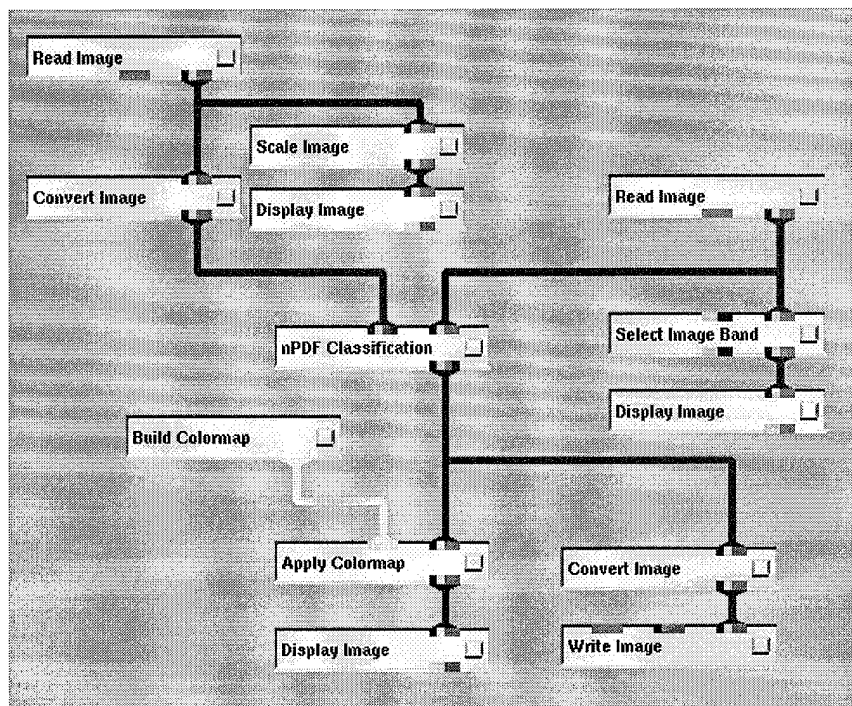 Read Image
Scale Image
Convert Image
Display Image
Read Image
nPDF Classification
Select Image Band
Display Image
Build Colormap
Apply Colormap
Convert Image
Display Image
Write Image